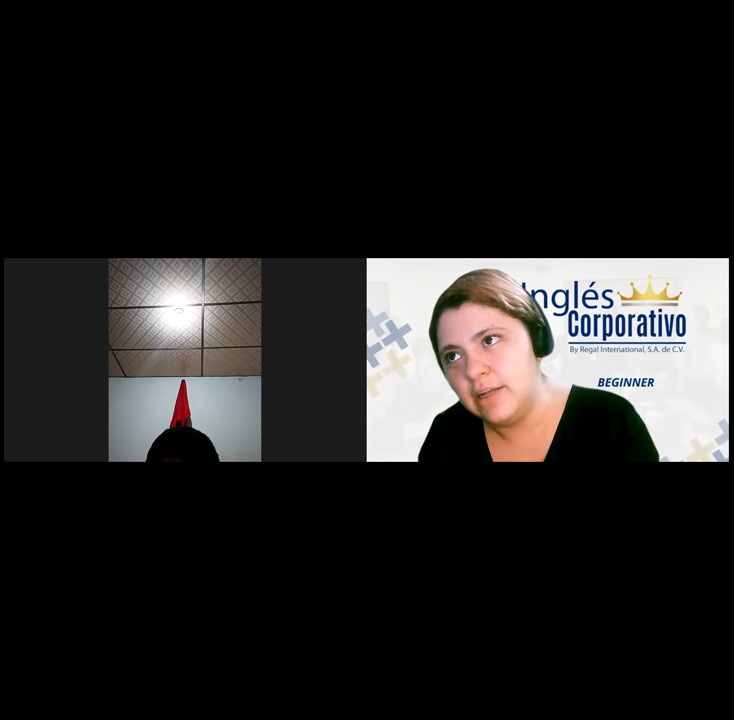 Inglés
Corporativo
By Regal International, S.A. de C.V.
BEGINNER